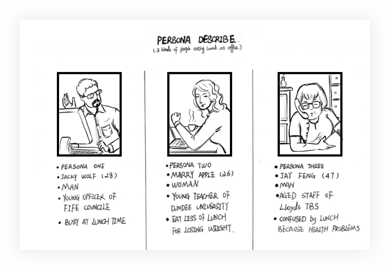 PERSONA DESCRIBE.
(3 kinds of people using lunch at office)
• PERSONA ONE
• JACKY WOLF (28)
• MAN
• YOUNG OFFICER OF
FIFE COUNCILE
• BUSY AT LUNCH TIME
• PERSONA TWO
• MARRY APPLE (26)
• WOMAN
• YOUNG TEACHER OF
DUNDEE UNIVERSITY
• EAT LESS OF LUNCH
FOR LOSING WEIGHT.
• PERSONA THREE
• JAY FENG (47)
• MAN
• AGED STAFF OF
Lloyds TBS
• CONFUSED by LUNCH
BECAUSE HEALTH PROBLEMS